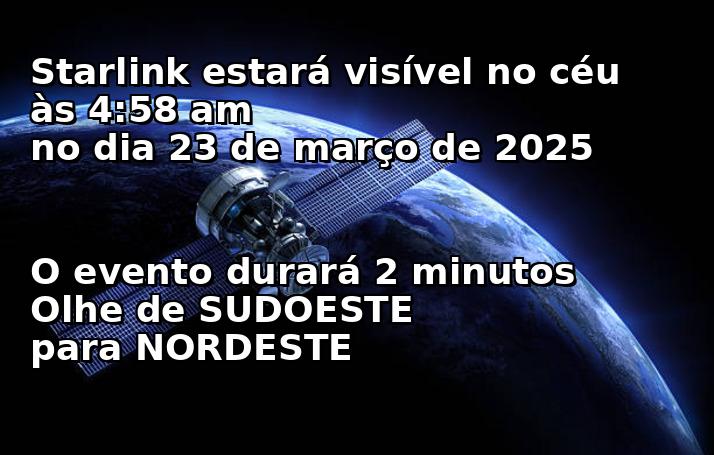 Starlink estará visível no céu
às 4:58 am
no dia 23 de março de 2025
O evento durará 2 minutos
Olhe de SUDOESTE
para NORDESTE